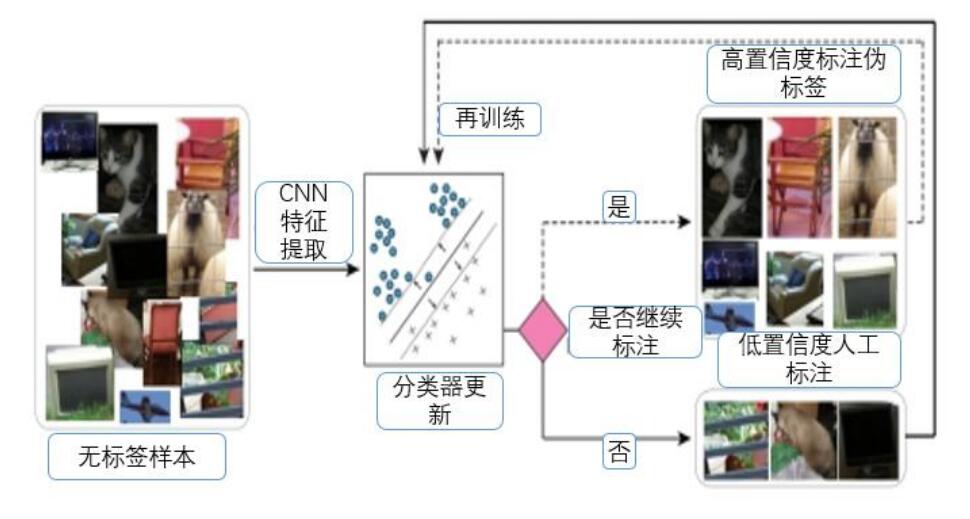 高置信度标注伪
标签
再训练
CNN
特征
提取
是
是否继续
标注
低置信度人工
标注
分类器更
新
否
无标签样本